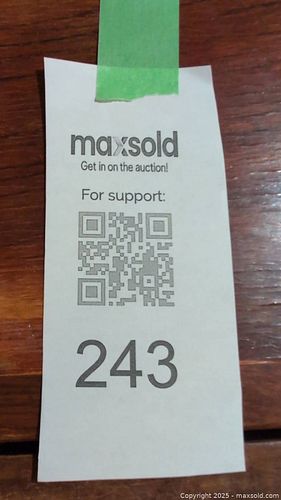 maxsold
Get in on the auction!
For support:
243
Copyright 2025 - maxsold.com